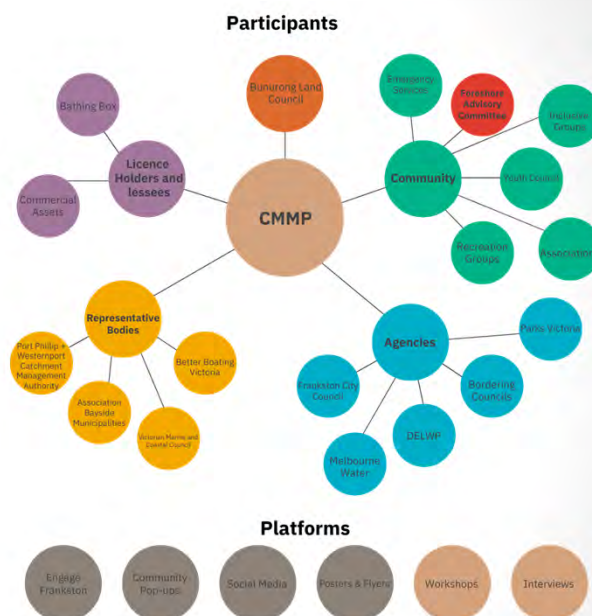 Participants
Bunurong Land
Council
Emergency
Services
Foreshore
Advisory
Committee
Inclusive
Groups
Bathing Box
Licence
Holders and
lessees
Community
Youth Council
CMMP
Commercial
Assets
Recreation
Groups
Association
Representative
Bodies
Agencies
Parks Victoria
Port Phillip +
Westernport
Catchment
Management
Authority
Better Boating
Victoria
Frankston City
Council
Bordering
Councils
Association
Bayside
Municipalities
Victorian Marine and
Coastal Council
DELWP
Melbourne
Water
Platforms
Engage
Frankston
Community
Pop-ups
Social Media
Posters & Flyers
Workshops
Interviews